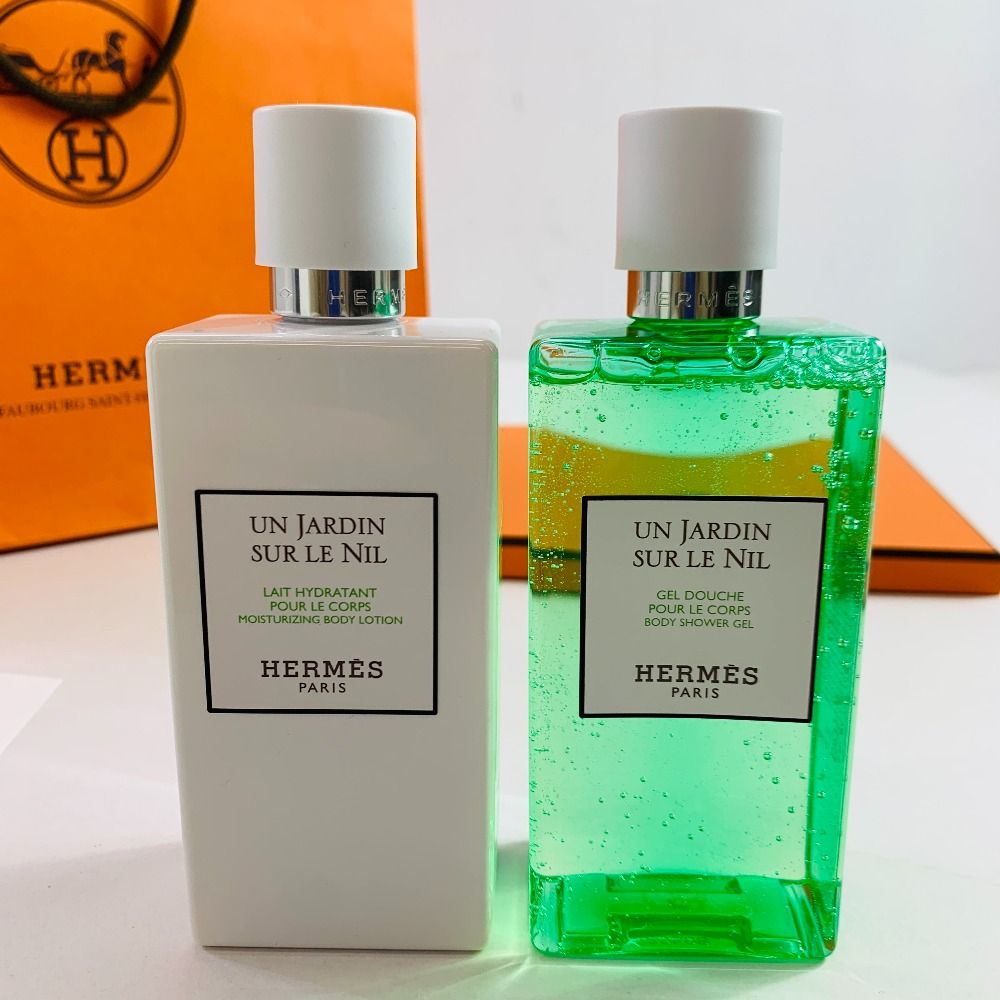 H
HERM
FAUBOURG SAINT-
HERMÈS
UN JARDIN
SUR LE NIL
LAIT HYDRATANT
POUR LE CORPS
MOISTURIZING BODY LOTION
HERMÈS
PARIS
HERMÈS
UN JARDIN
SUR LE NIL
GEL DOUCHE
POUR LE CORPS
BODY SHOWER GEL
HERMÈS
PARIS